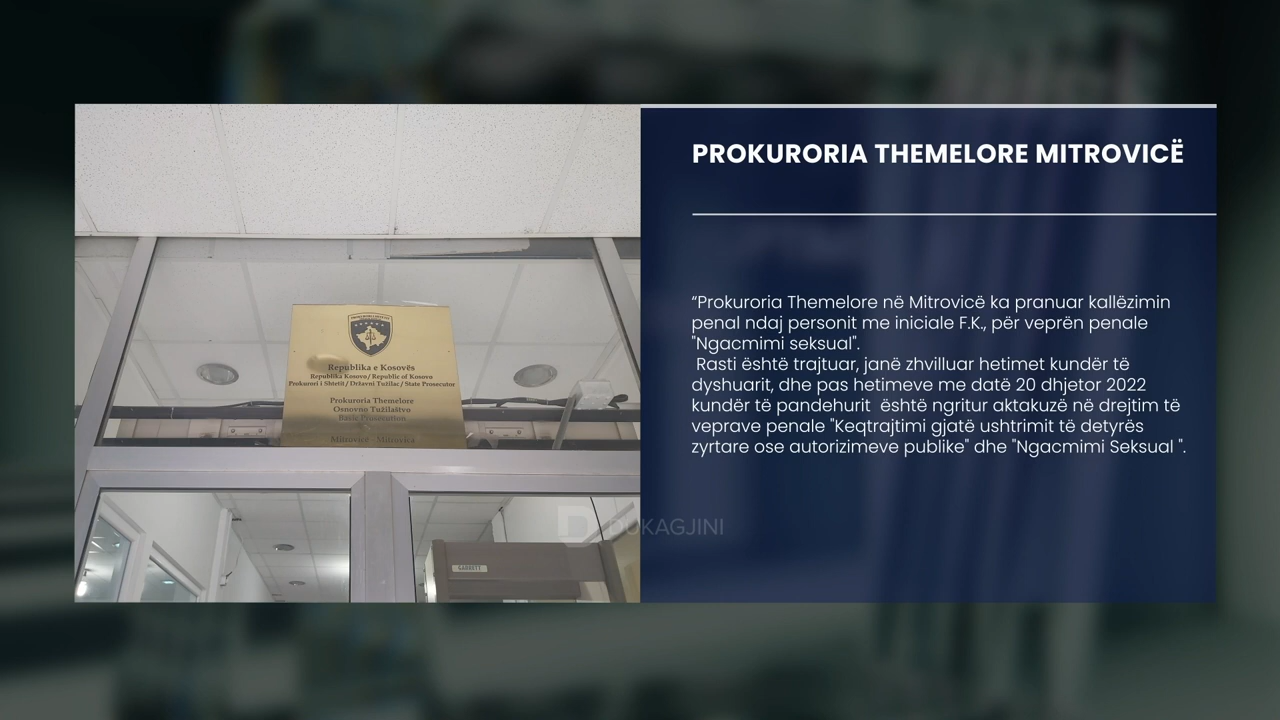 Republika e Kosovës
Republika Kosovo/Republic of Kosovo
Prokurori i Shtetit/Državni Tužilac/State Prosecutor
Prokuroria Themelore
Osnovno Tužilaštvo
Basic Prosecution
Mitrovicë Mitrovica
GARRETT
DUKAGJINI
PROKURORIA THEMELORE MITROVICË
“Prokuroria Themelore në Mitrovicë ka pranuar kallëzimin
penal ndaj personit me iniciale F.K., për veprën penale
"Ngacmimi seksual".
Rasti është trajtuar, janë zhvilluar hetimet kundër të
dyshuarit, dhe pas hetimeve me datë 20 dhjetor 2022
kundër të pandehurit është ngritur aktakuzë në drejtim të
veprave penale "Keqtrajtimi gjatë ushtrimit të detyrës
zyrtare ose autorizimeve publike" dhe "Ngacmimi Seksual ".